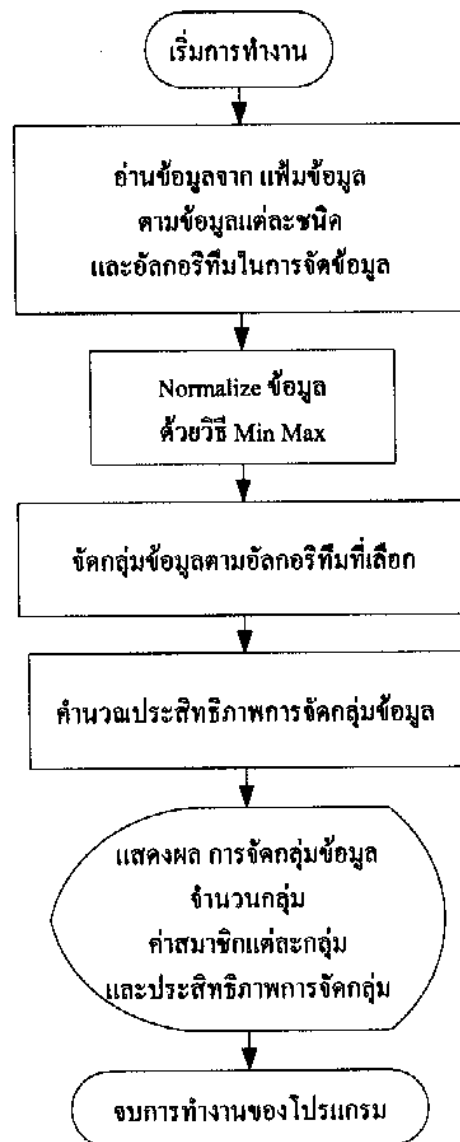 เริ่มการทำงาน
อ่านข้อมูลจาก แฟ้มข้อมูล
ตามข้อมูลแต่ละชนิด
และอัลกอริทึมในการจัดข้อมูล
Normalize ข้อมูล
ด้วยวิธี Min Max
จัดกลุ่มข้อมูลตามอัลกอริทึมที่เลือก
คำนวณประสิทธิภาพการจัดกลุ่มข้อมูล
แสดงผล การจัดกลุ่มข้อมูล
จำนวนกลุ่ม
ค่าสมาชิกแต่ละกลุ่ม
และประสิทธิภาพการจัดกลุ่ม
จบการทำงานของโปรแกรม